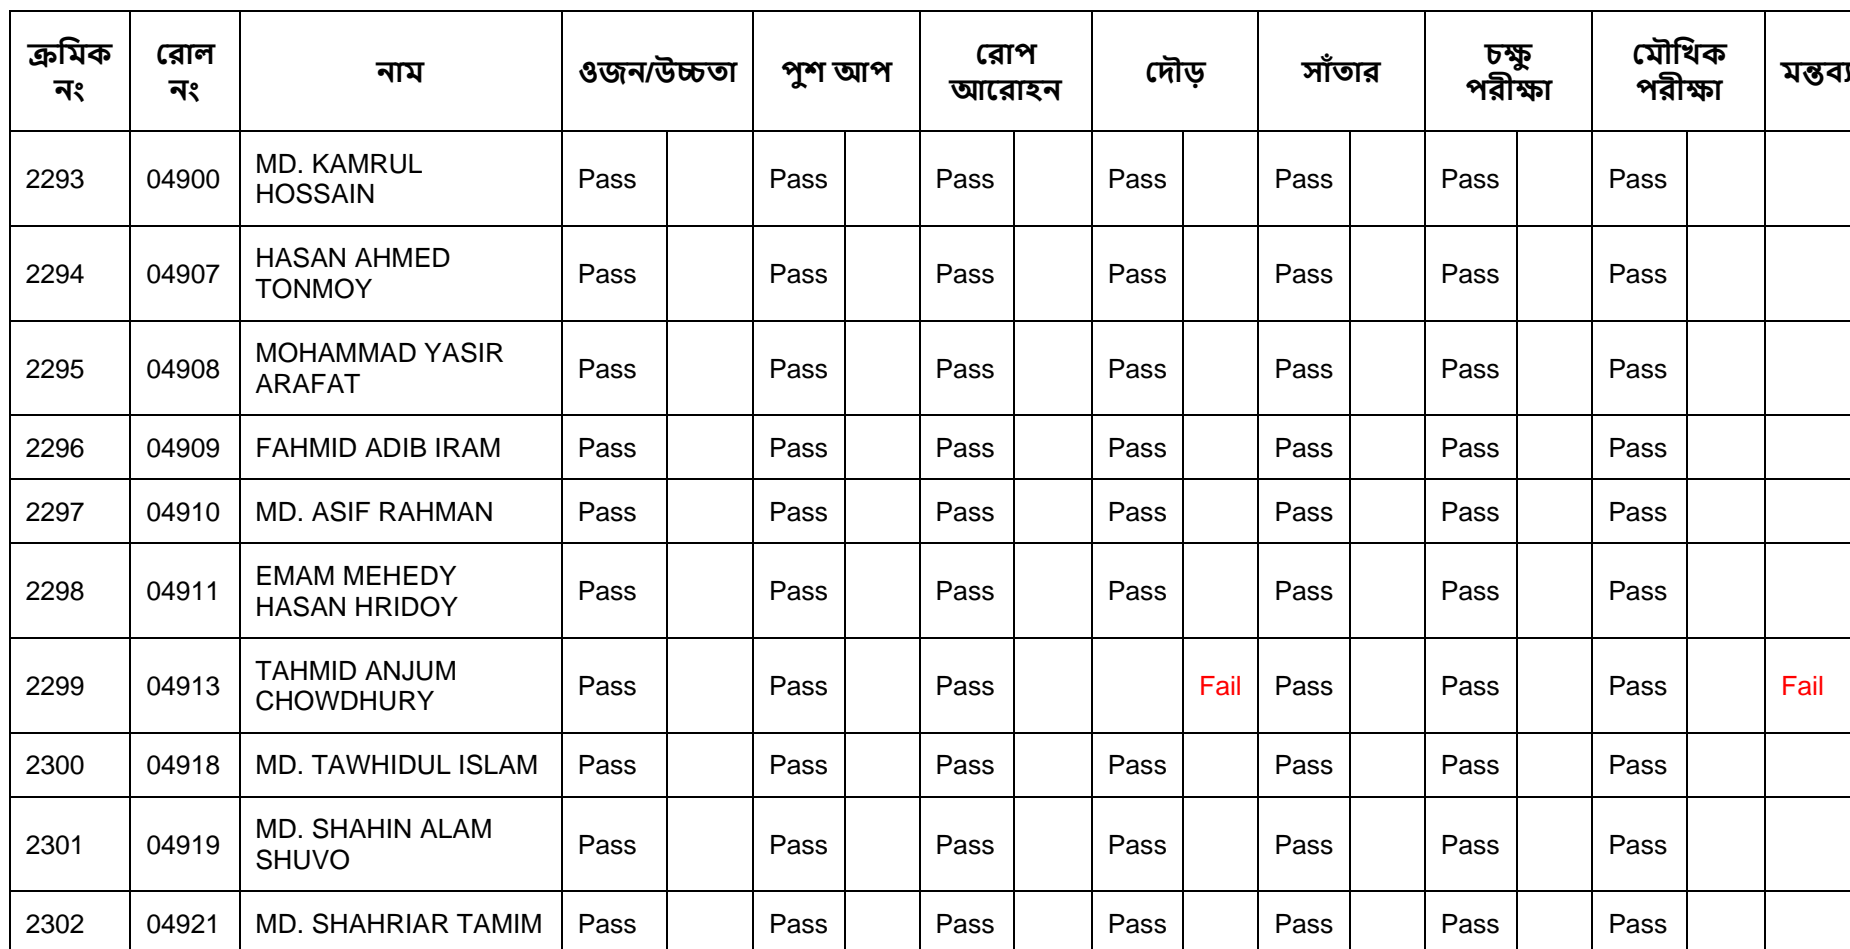 ক্রমিক নং রোল নং নাম ওজন/উচ্চতা পুশ আপ রোপ আরোহন দৌড় সাঁতার চক্ষু পরীক্ষা মৌখিক পরীক্ষা মন্তব্য
2293 04900 MD. KAMRUL HOSSAIN Pass Pass Pass Pass Pass Pass Pass
2294 04907 HASAN AHMED TONMOY Pass Pass Pass Pass Pass Pass Pass
2295 04908 MOHAMMAD YASIR ARAFAT Pass Pass Pass Pass Pass Pass Pass
2296 04909 FAHMID ADIB IRAM Pass Pass Pass Pass Pass Pass Pass
2297 04910 MD. ASIF RAHMAN Pass Pass Pass Pass Pass Pass Pass
2298 04911 EMAM MEHEDY HASAN HRIDOY Pass Pass Pass Pass Pass Pass Pass
2299 04913 TAHMID ANJUM CHOWDHURY Pass Pass Pass Fail Pass Pass Pass Fail
2300 04918 MD. TAWHIDUL ISLAM Pass Pass Pass Pass Pass Pass Pass
2301 04919 MD. SHAHIN ALAM SHUVO Pass Pass Pass Pass Pass Pass Pass
2302 04921 MD. SHAHRIAR TAMIM Pass Pass Pass Pass Pass Pass Pass